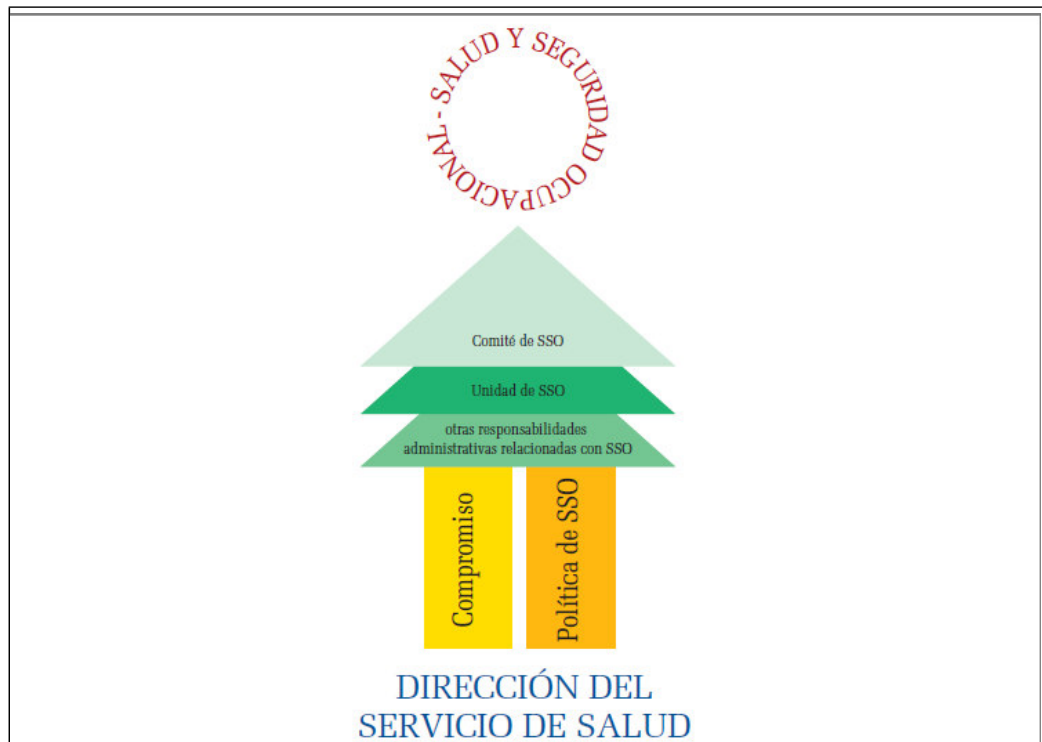 SALUD Y SEGURIDAD OCUPACIONAL -
Comité de SSO
Unidad de SSO
otras responsabilidades
administrativas relacionadas con SSO
Compromiso
Política de SSO
DIRECCIÓN DEL
SERVICIO DE SALUD